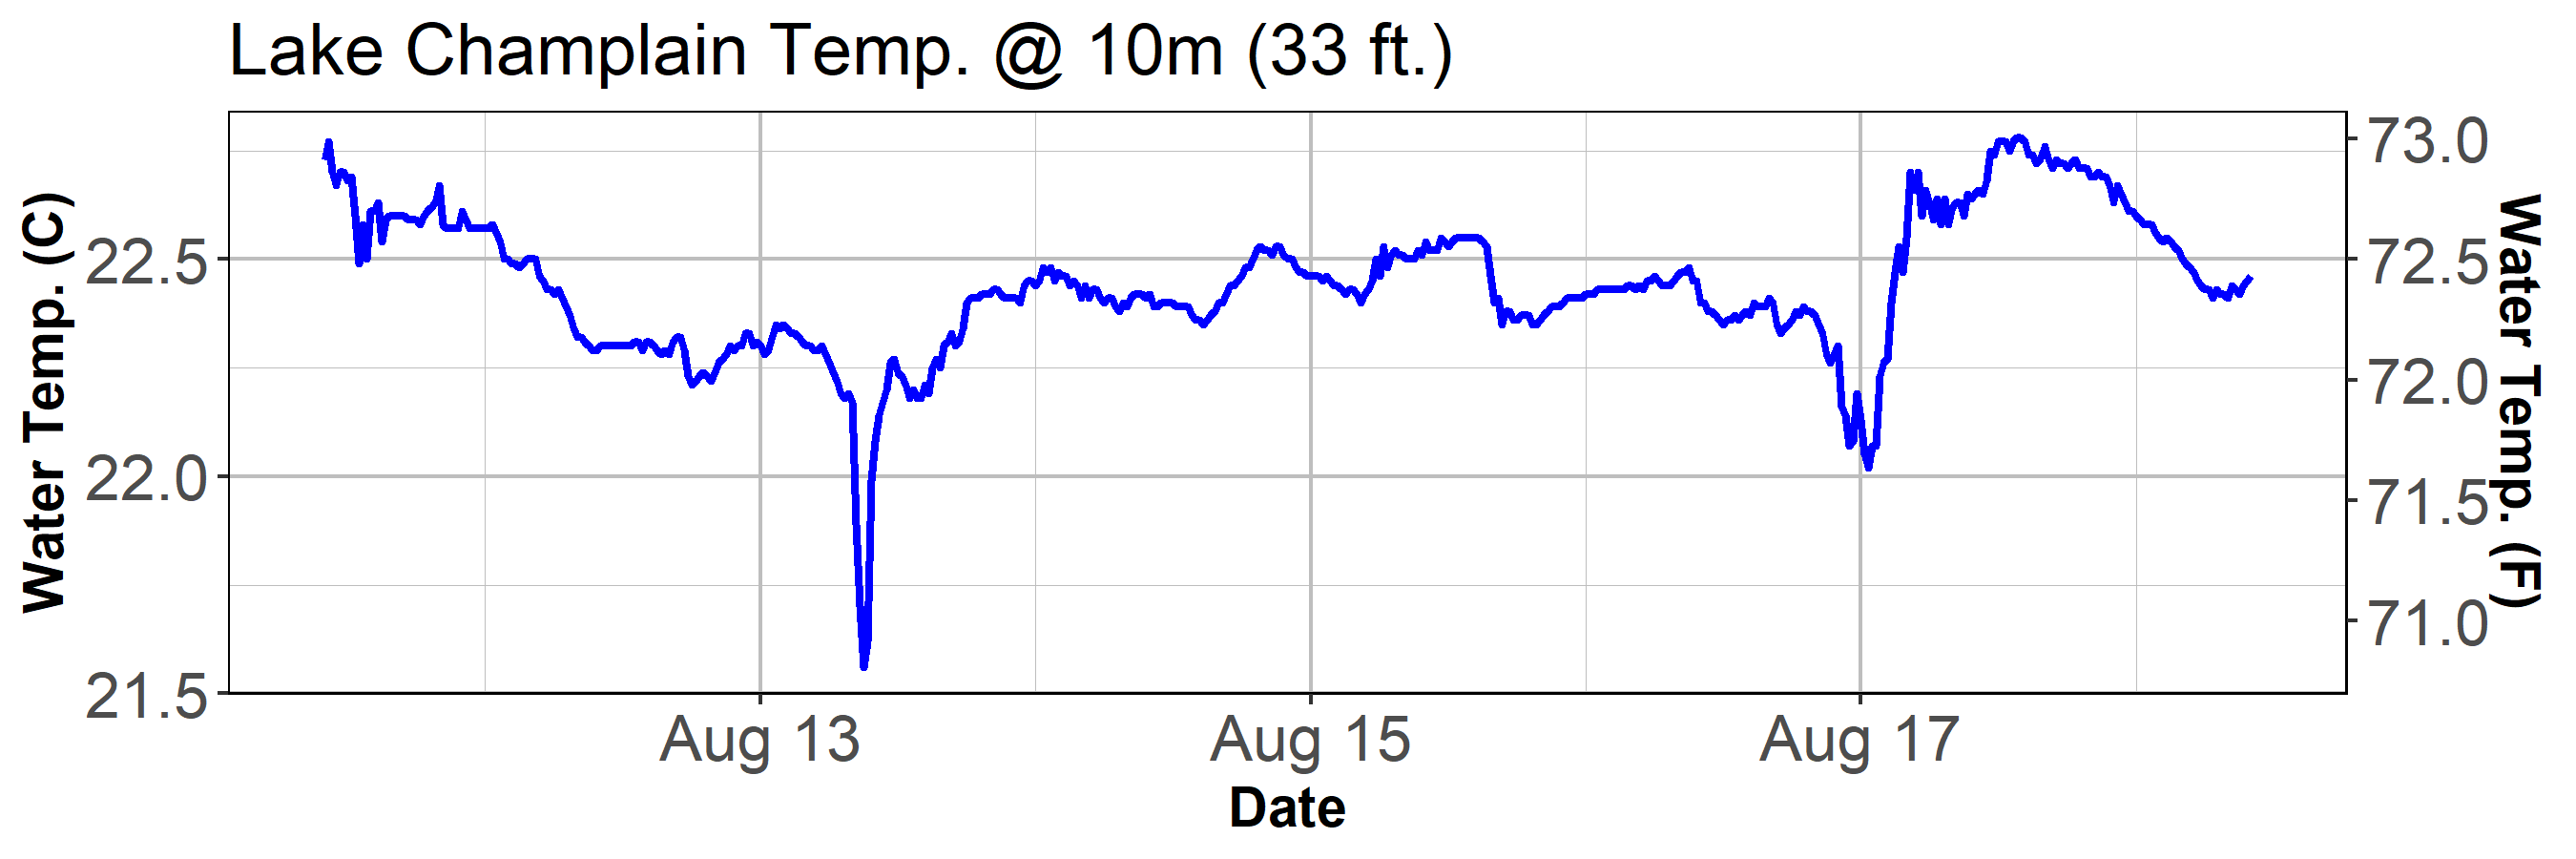 Lake Champlain Temp. @ 10m (33 ft.)
Water Temp. (C)
22.5
22.0
21.5
73.0
72.5
72.0
71.5
71.0
Water Temp. (F)
Aug 13
Aug 15
Aug 17
Date